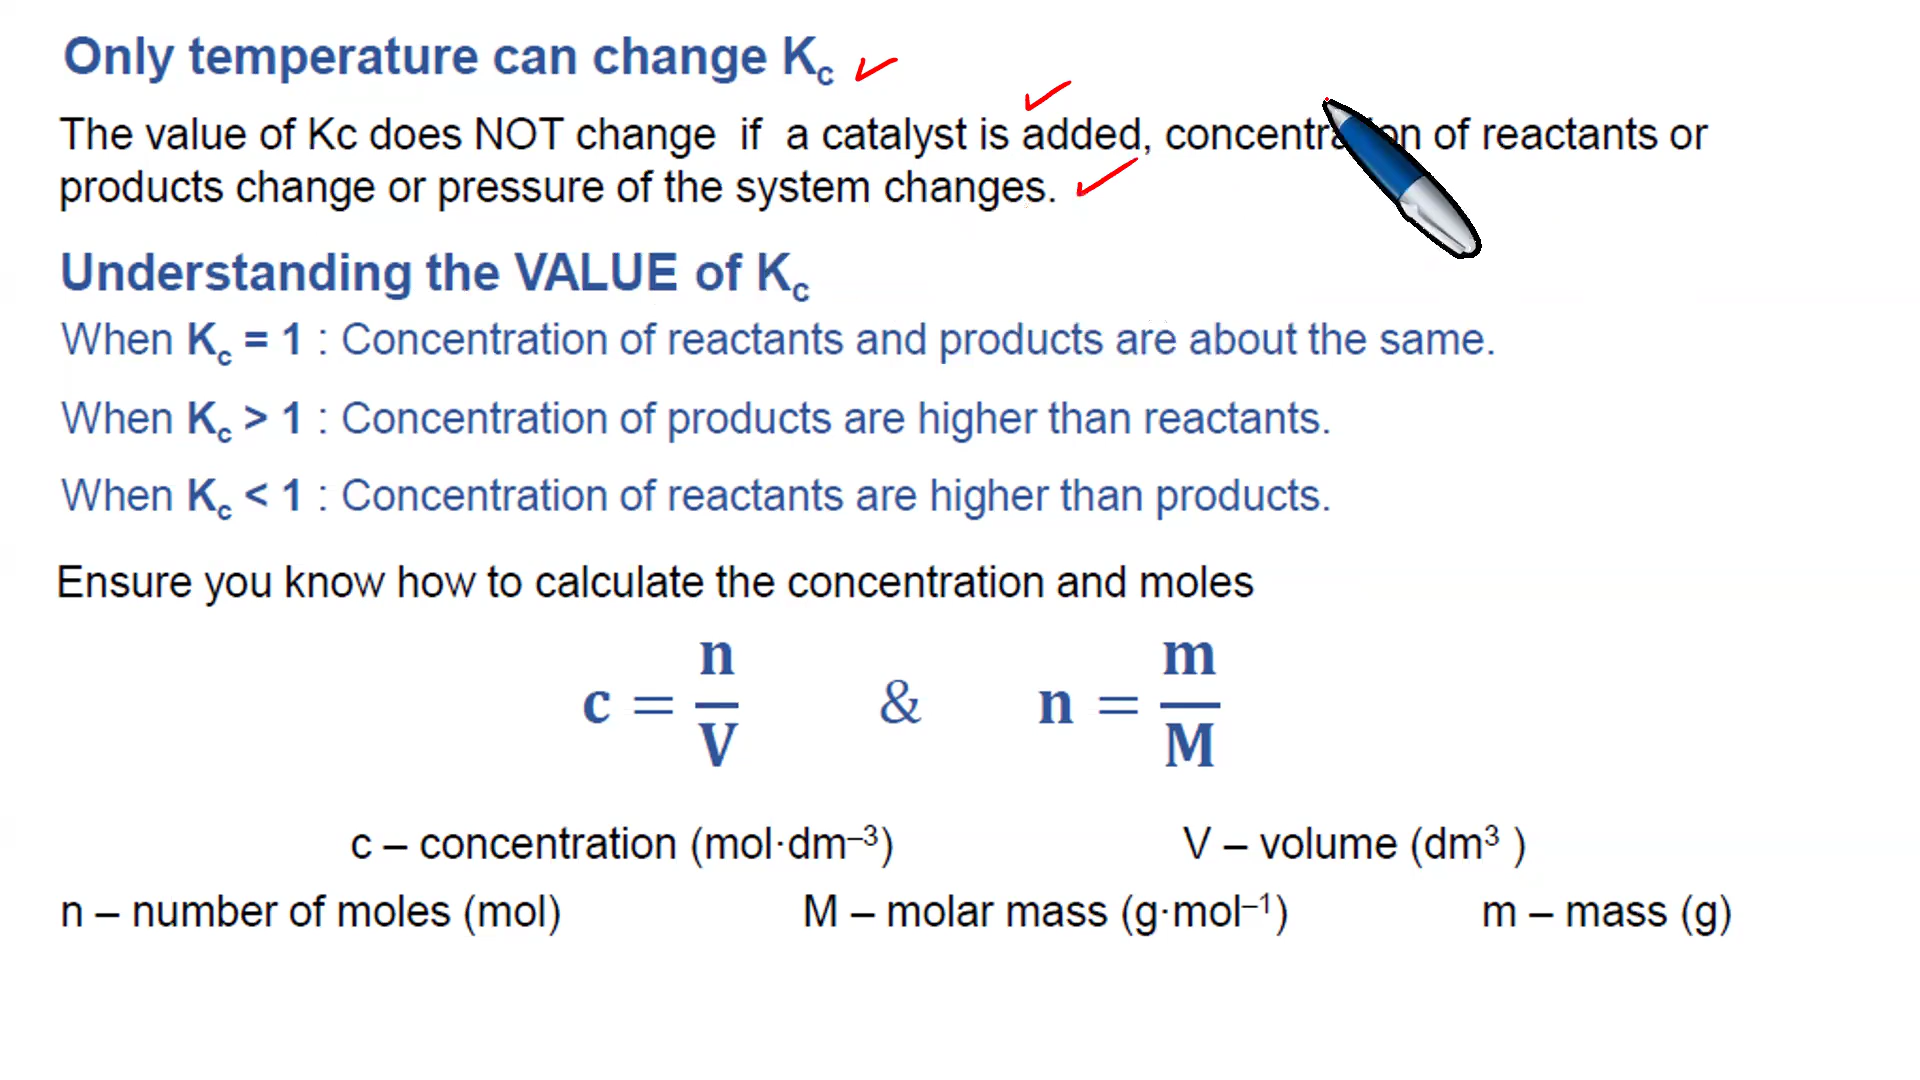 Only temperature can change Kc
The value of Kc does NOT change if a catalyst is added, concentration of reactants or
products change or pressure of the system changes.
Understanding the VALUE of Kc
When Kc = 1 : Concentration of reactants and products are about the same.
When Kc > 1 : Concentration of products are higher than reactants.
When Kc < 1 : Concentration of reactants are higher than products.
Ensure you know how to calculate the concentration and moles
c = n/V & n = m/M
c – concentration (mol·dm⁻³) V – volume (dm³ )
n – number of moles (mol) M – molar mass (g·mol⁻¹) m – mass (g)